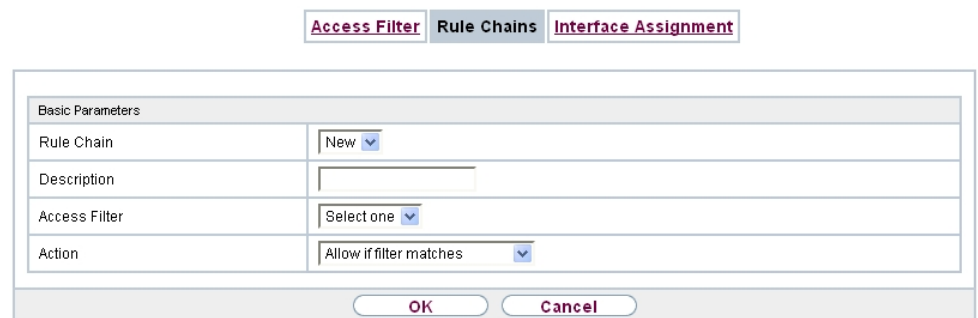 Access Filter Rule Chains Interface Assignment
Basic Parameters
Rule Chain New
Description
Access Filter Select one
Action Allow if filter matches
OK Cancel